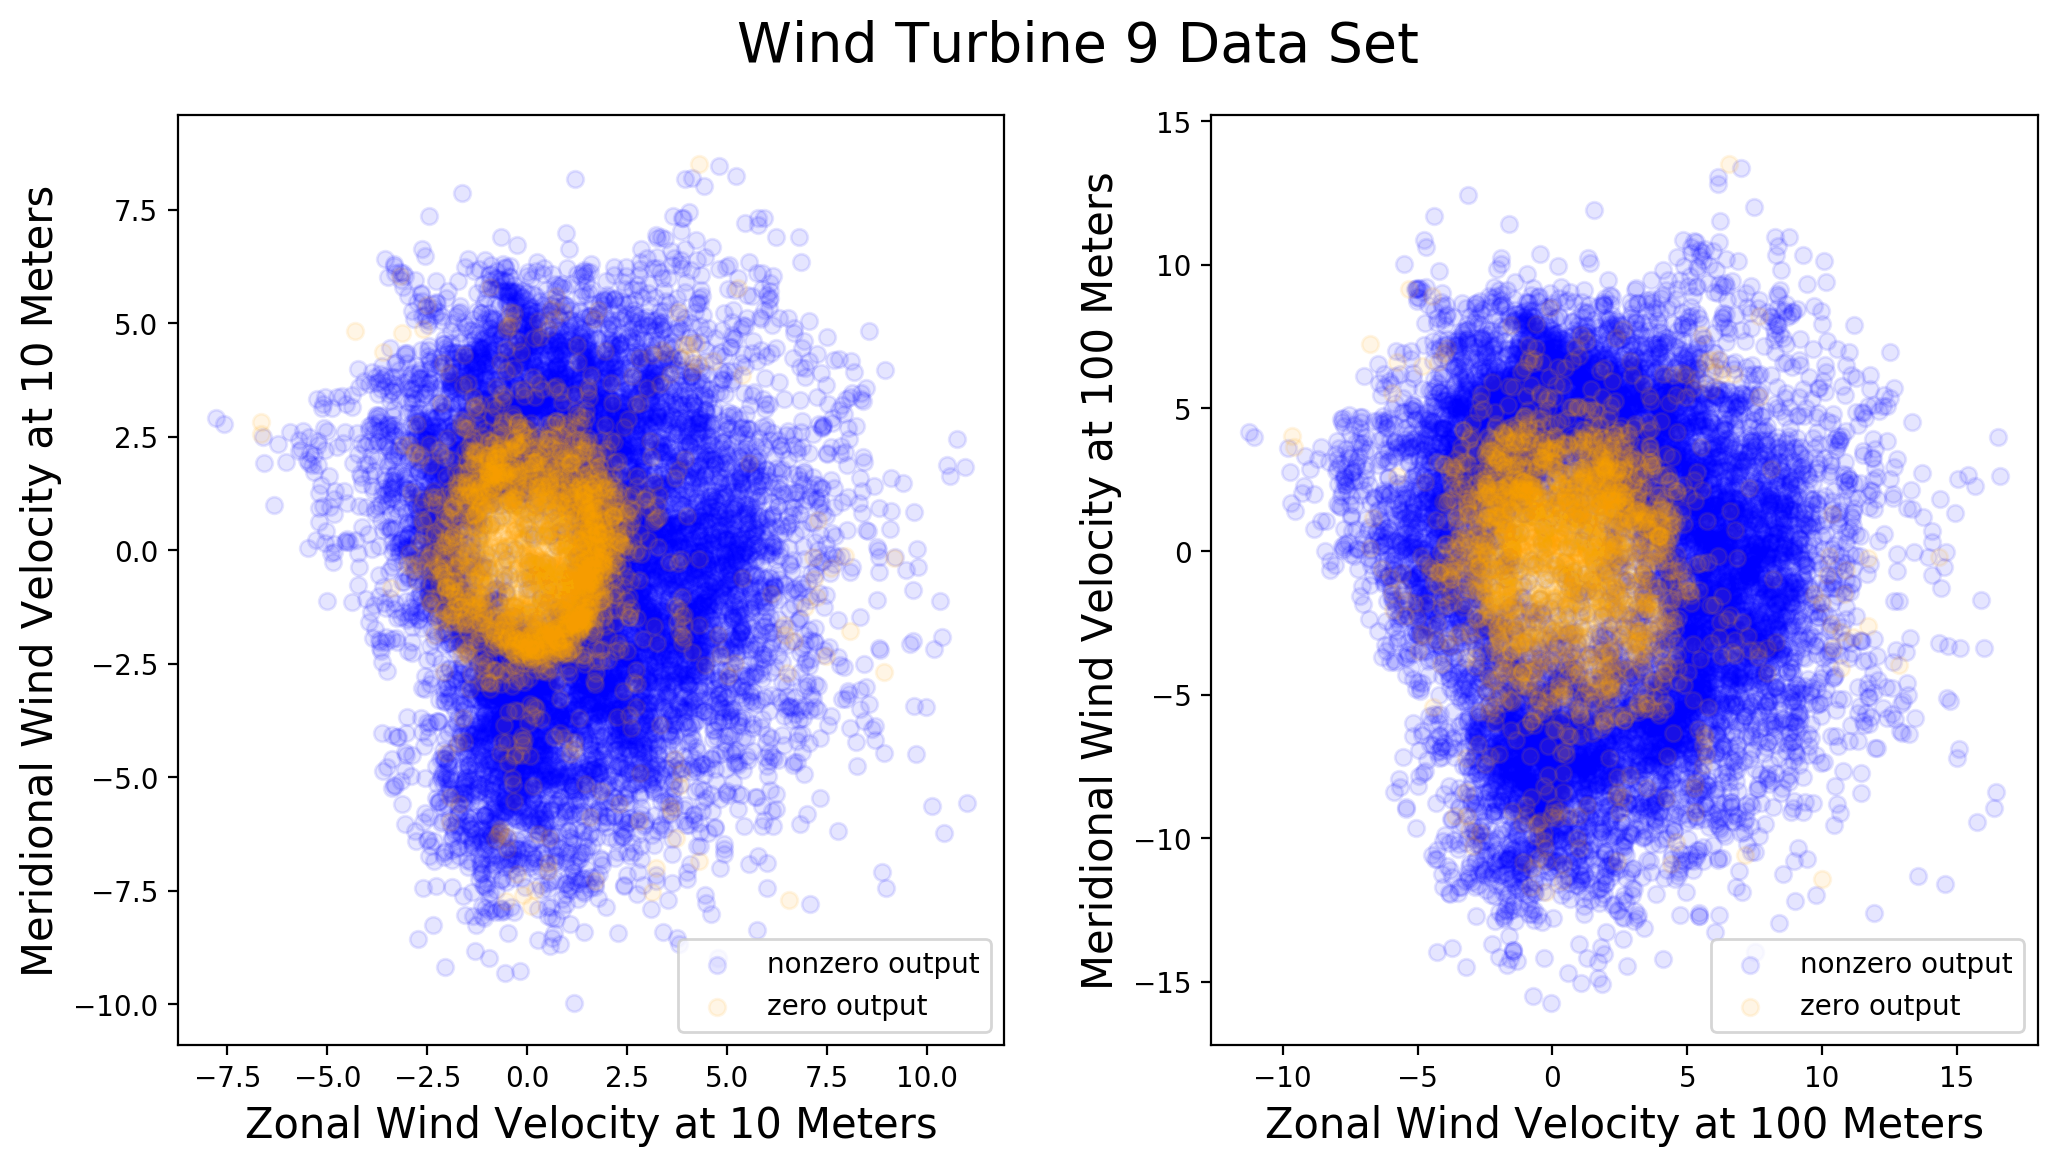 Wind Turbine 9 Data Set
Meridional Wind Velocity at 10 Meters
7.5
5.0
2.5
0.0
−2.5
−5.0
−7.5
−10.0
−7.5 −5.0 −2.5 0.0 2.5 5.0 7.5 10.0
Zonal Wind Velocity at 10 Meters
nonzero output
zero output
Meridional Wind Velocity at 100 Meters
15
10
5
0
−5
−10
−15
−10 −5 0 5 10 15
Zonal Wind Velocity at 100 Meters
nonzero output
zero output